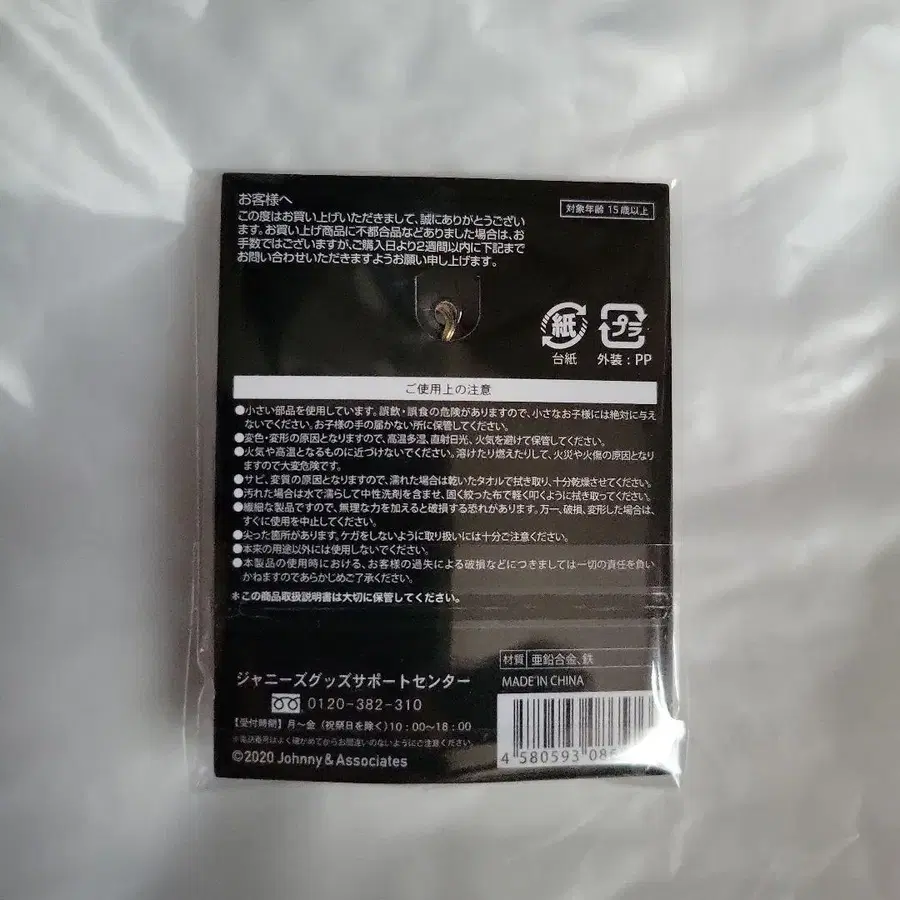 お客様へ
この度はお買い上げいただきまして、誠にありがとうござい
ます。お買い上げ商品に不都合品などありました場合は、お
手数ではございますが、ご購入日より2週間以内に下記まで
お問い合わせいただきますようお願い申し上げます。
対象年齢 15歳以上
紙
プラ
台紙
外装:PP
ご使用上の注意
●小さい部品を使用しています。誤飲・誤食の危険がありますので、小さなお子様には絶対に与え
ないでください。お子様の手の届かない所に保管してください。
●変色・変形の原因となりますので、高温多湿、直射日光、火気を避けて保管してください。
●火気や高温となるものに近づけないでください。溶けたり燃えたりして、火災や火傷の原因となり
ますので大変危険です。
●サビ、変質の原因となりますので、濡れた場合は乾いたタオルで拭き取り、十分乾燥させてください。
●汚れた場合は水で濡らして中性洗剤を含ませ、固く絞った布で軽く叩くように拭き取ってください。
●繊細な製品ですので、無理な力を加えると破損する恐れがあります。万一、破損、変形した場合は、
すぐに使用を中止してください。
●尖った箇所があります。ケガをしないように取り扱いには十分ご注意ください。
●本来の用途以外には使用しないでください。
●本製品の使用時における、お客様の過失による破損などにつきましては一切の責任を負い
かねますのであらかじめご了承ください。
*この商品取扱説明書は大切に保管してください。
材質 亜鉛合金、鉄
MADE IN CHINA
ジャニーズグッズサポートセンター
0120-382-310
【受付時間】月〜金(祝祭日を除く)10:00〜18:00
※電話番号はよく確かめてからお間違いのないようにご注意ください。
©2020 Johnny & Associates
4 580593 08